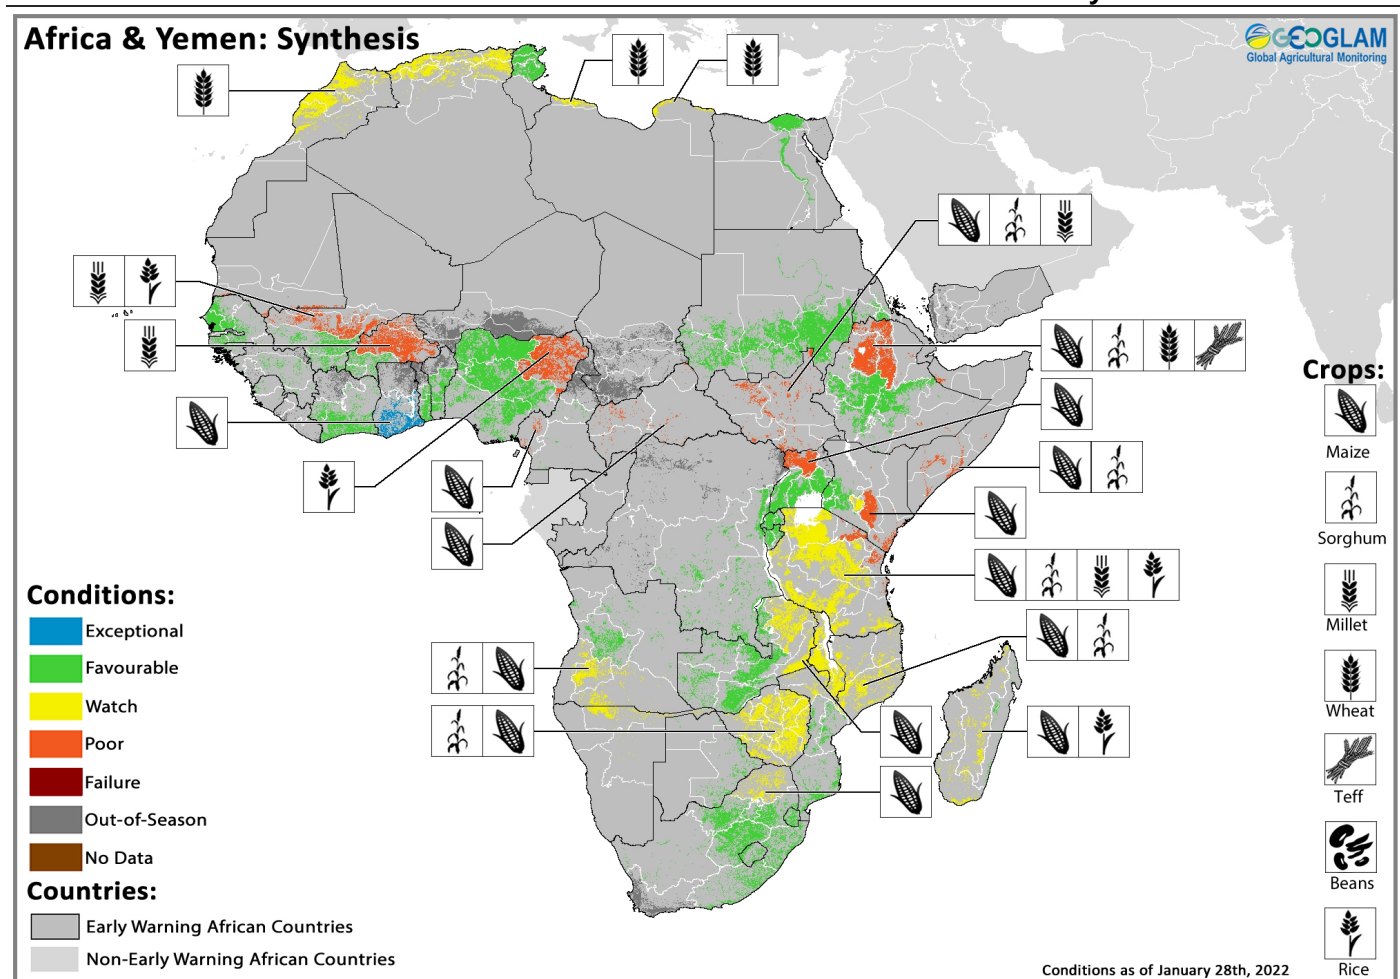 Africa & Yemen: Synthesis
GEOGLAM
Global Agricultural Monitoring
Crops:
Maize
Sorghum
Millet
Wheat
Teff
Beans
Rice
Conditions:
Exceptional
Favourable
Watch
Poor
Failure
Out-of-Season
No Data
Countries:
Early Warning African Countries
Non-Early Warning African Countries
Conditions as of January 28th, 2022